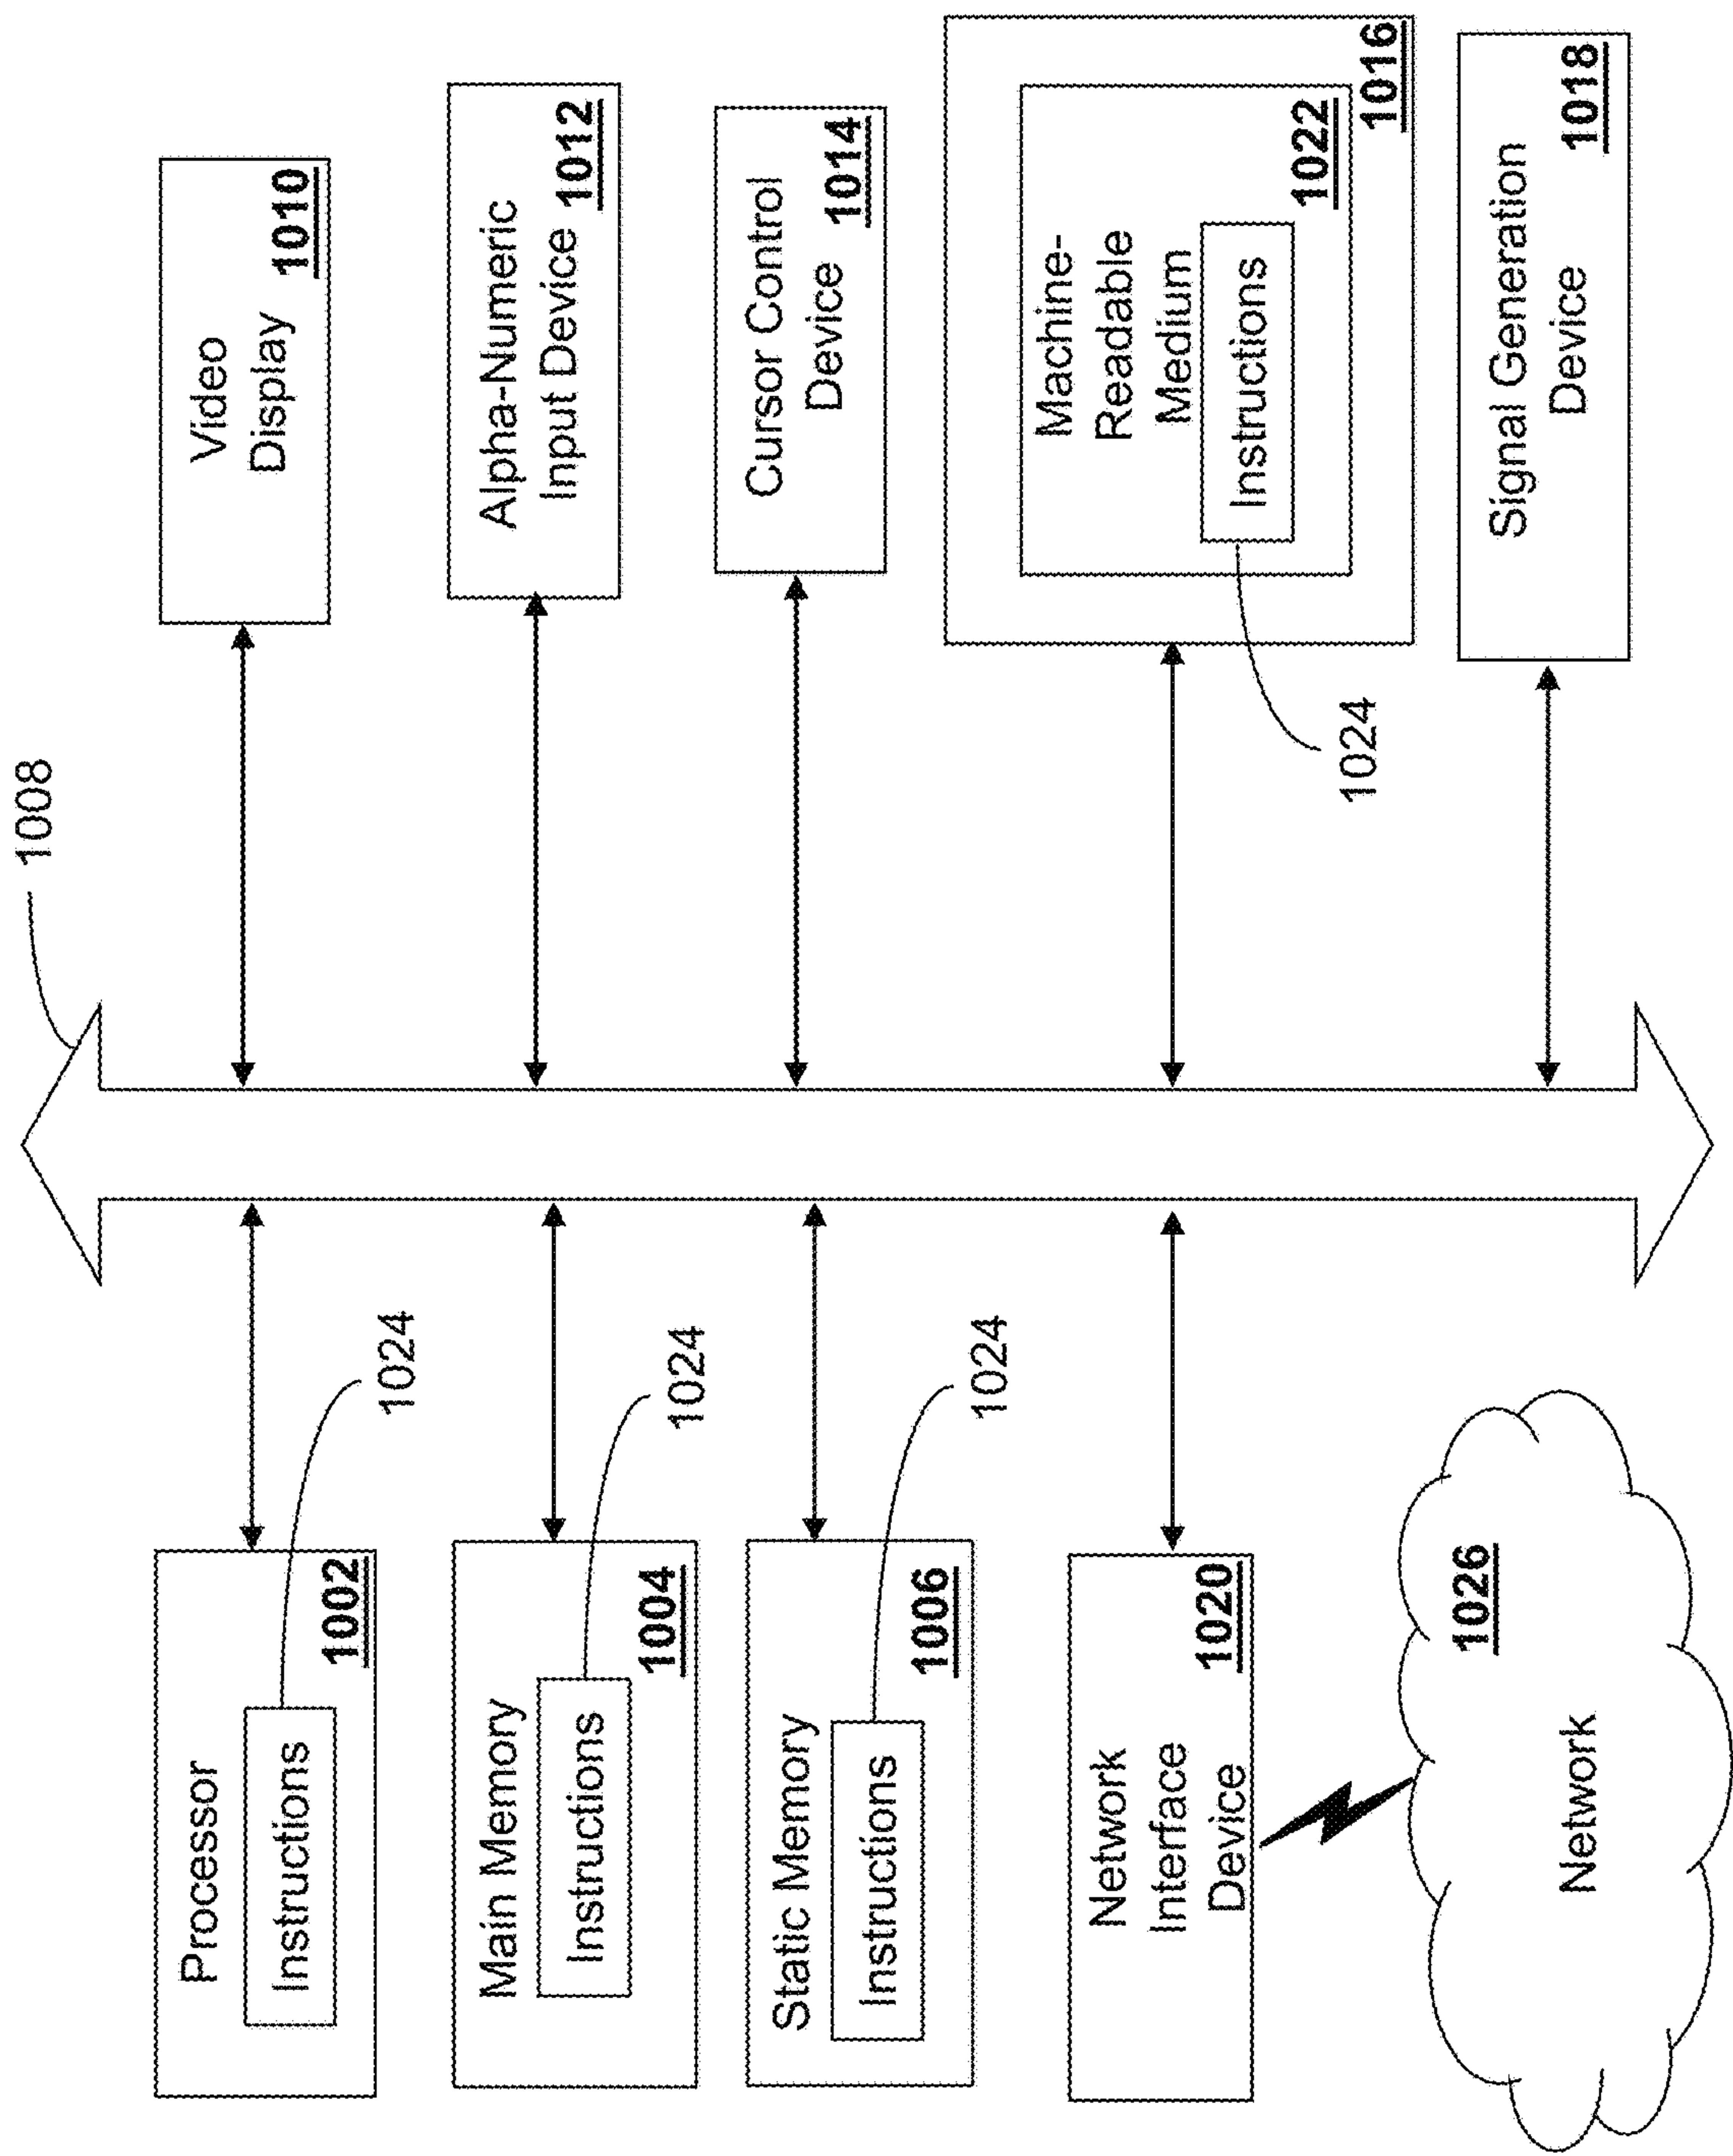 1008
Processor
Instructions
1002
1024
Main Memory
Instructions
1004
1024
Static Memory
Instructions
1006
1024
Network
Interface
Device
1020
1026
Network
Video
Display
1010
Alpha-Numeric
Input Device 1012
Cursor Control
Device 1014
Machine-
Readable
Medium
Instructions
1022
1016
1024
Signal Generation
Device 1018